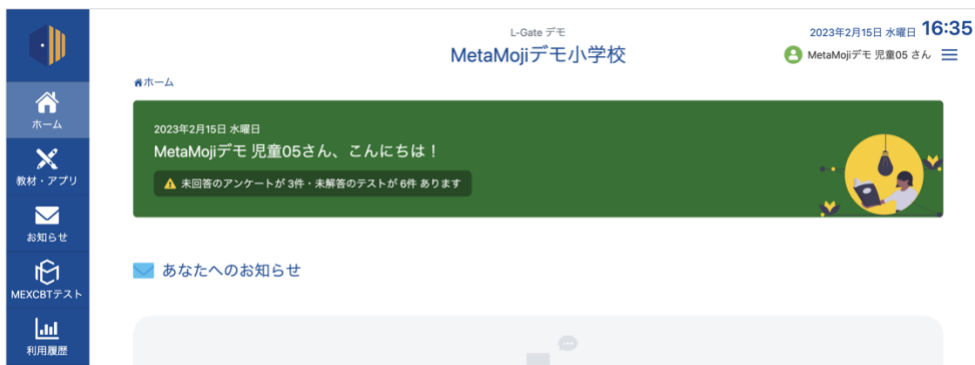 L-Gate デモ
MetaMojiデモ小学校
2023年2月15日 水曜日 16:35
MetaMojiデモ 児童05 さん
ホーム
ホーム
教材・アプリ
お知らせ
MEXCBTテスト
利用履歴
2023年2月15日 水曜日
MetaMojiデモ 児童05さん、こんにちは！
未回答のアンケートが 3件・未解答のテストが 6件 あります
あなたへのお知らせ